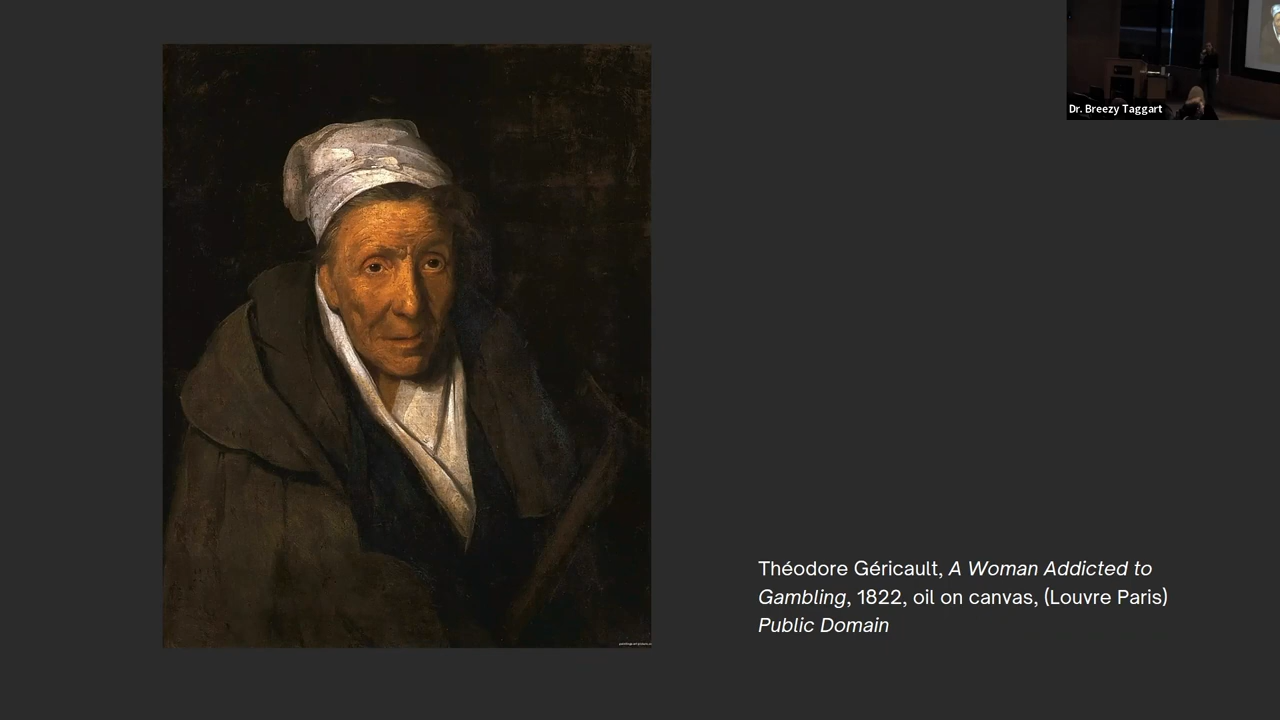 Dr. Breezy Taggart
Théodore Géricault, A Woman Addicted to
Gambling, 1822, oil on canvas, (Louvre Paris)
Public Domain